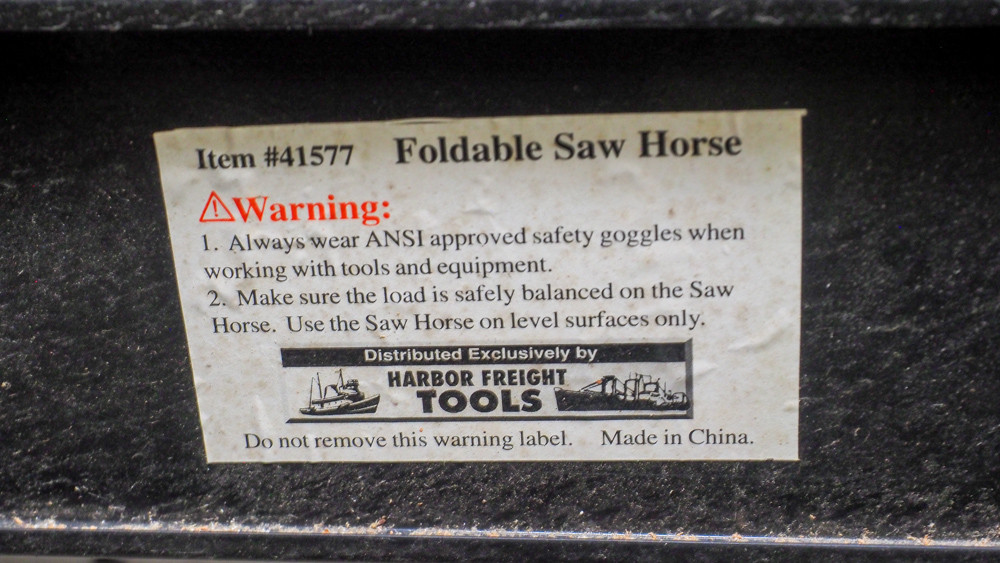 Item #41577 Foldable Saw Horse
Warning:
1. Always wear ANSI approved safety goggles when
working with tools and equipment.
2. Make sure the load is safely balanced on the Saw
Horse. Use the Saw Horse on level surfaces only.
Distributed Exclusively by
HARBOR FREIGHT
TOOLS
Do not remove this warning label. Made in China.